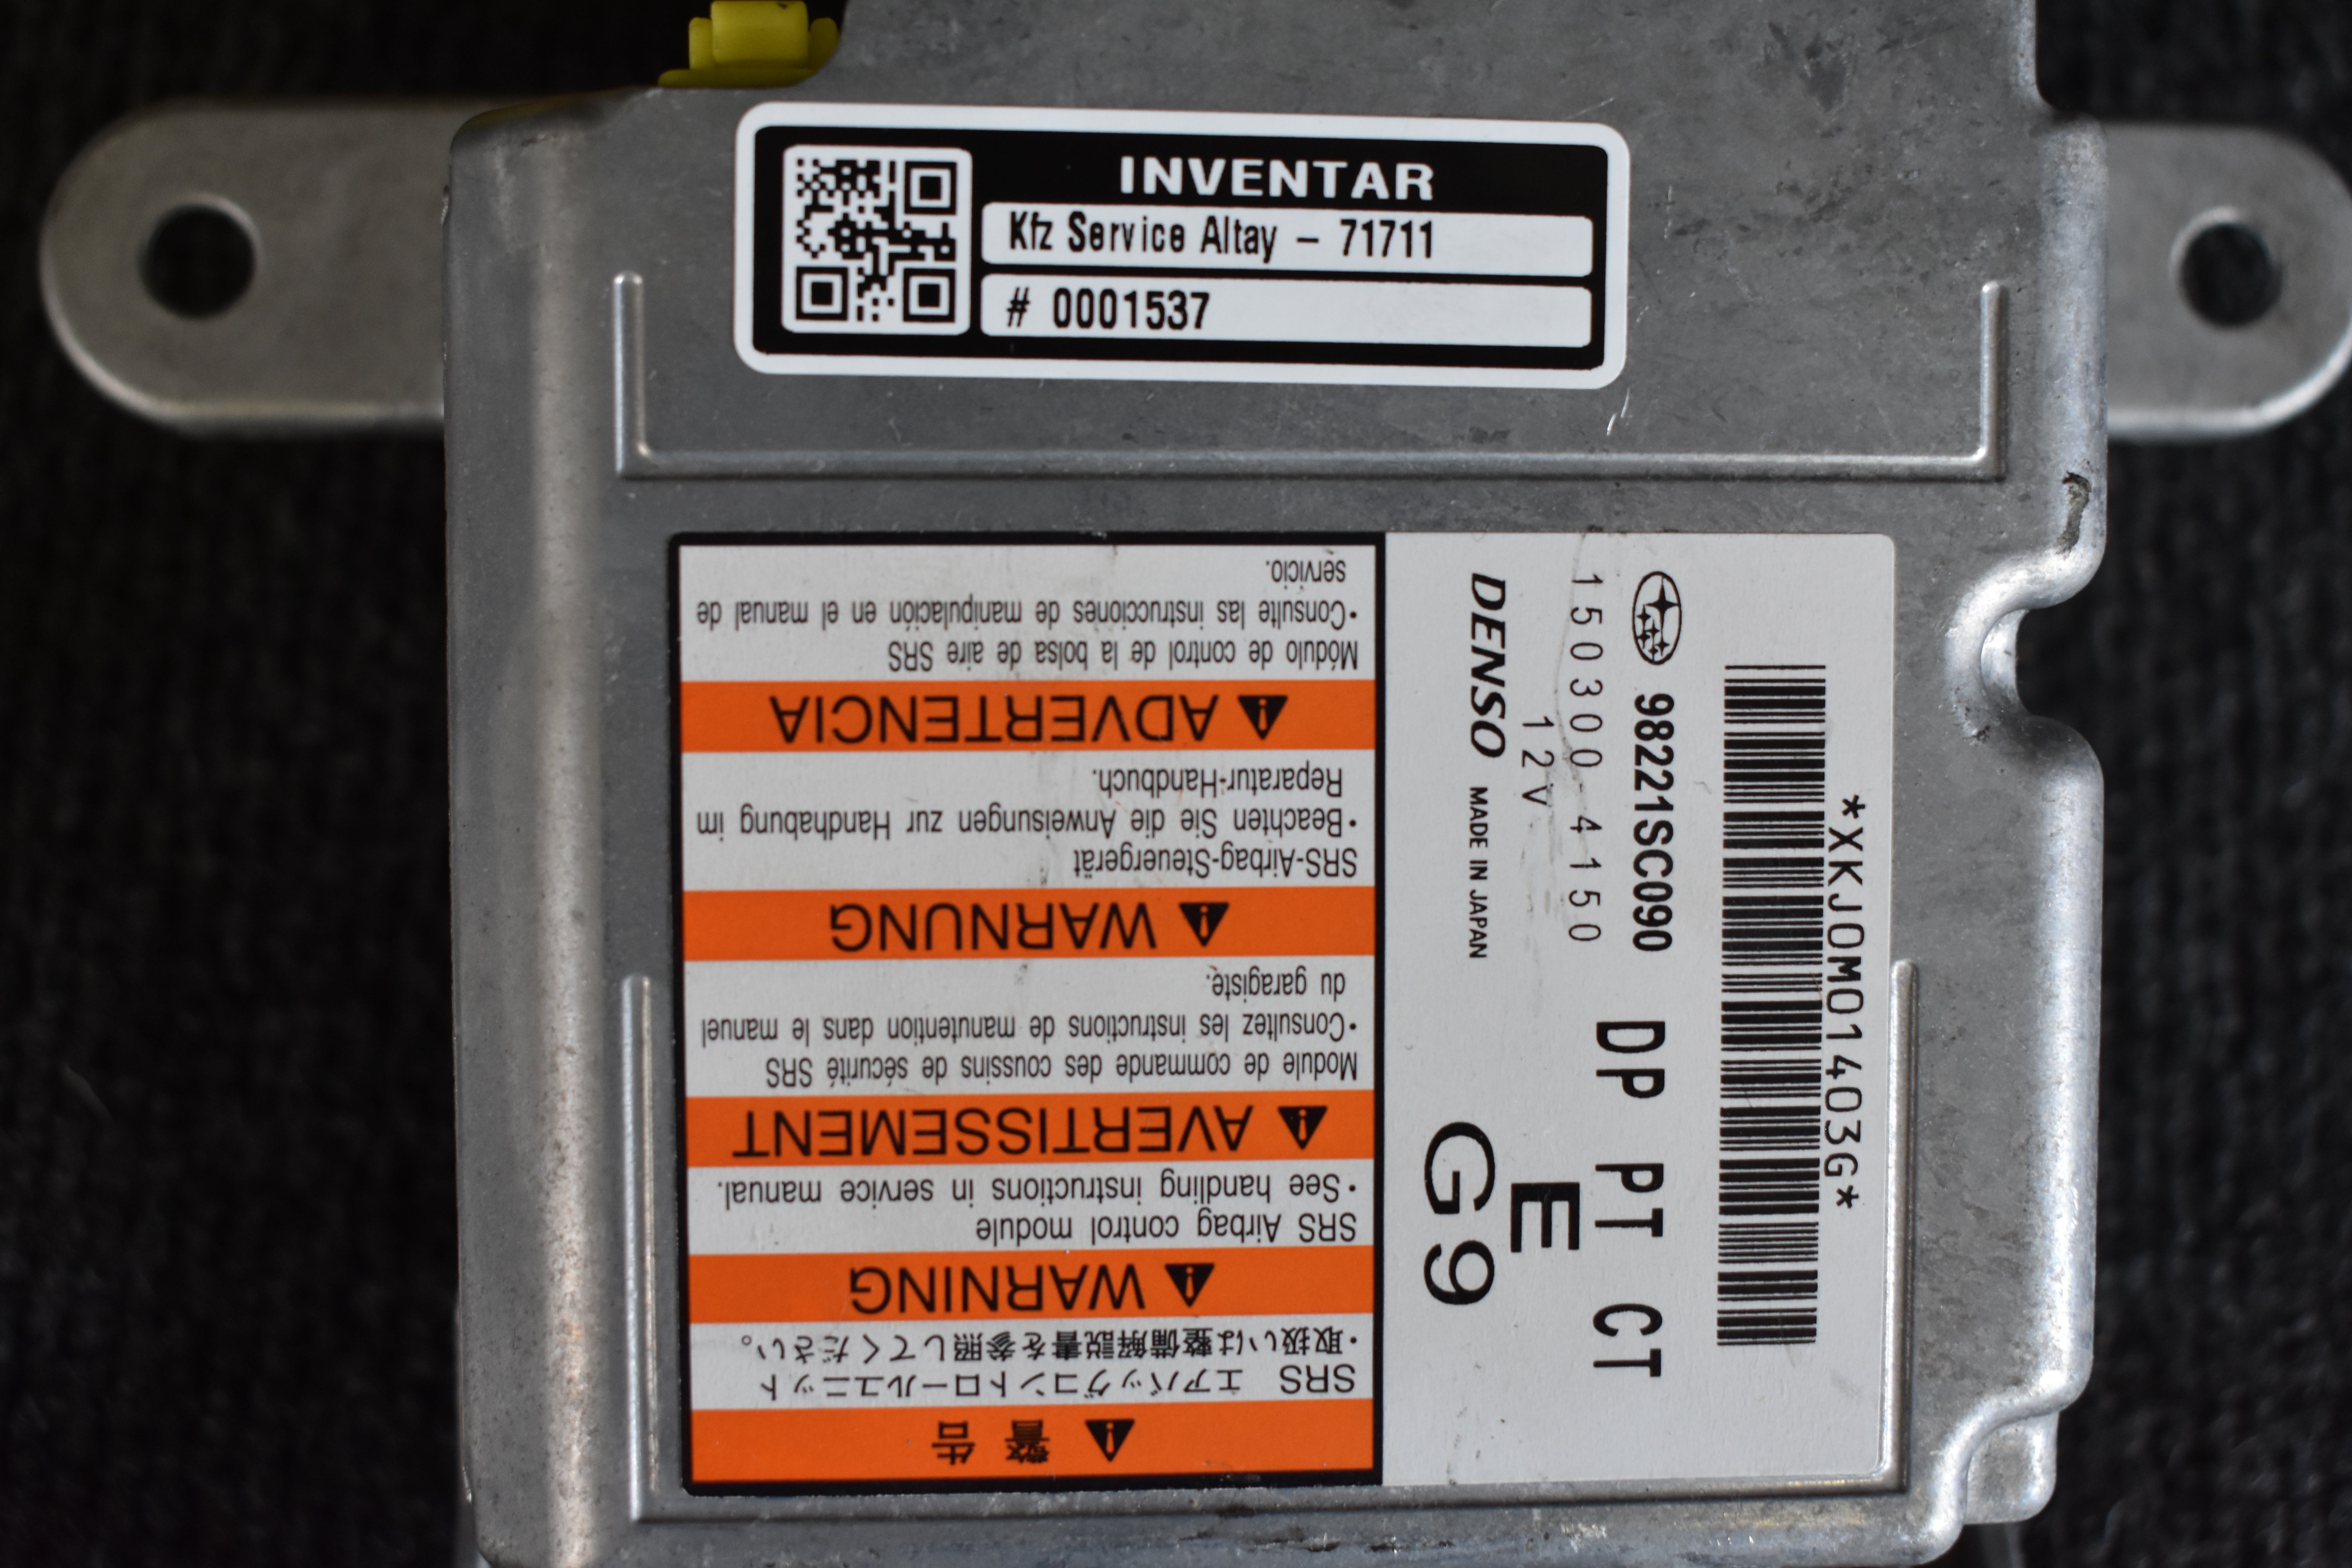 INVENTAR
Kfz Service Altay – 71711
# 0001537
*XKJ0M01403G*
98221SC090 DP PT CT
150300-4150
12V E
DENSO MADE IN JAPAN
G9
警告
SRS エアバッグコントロールユニット
・取扱いは整備解説書を参照してください。
WARNING
SRS Airbag control module
・See handling instructions in service manual.
AVERTISSEMENT
Module de commande des coussins de sécurité SRS
・Consultez les instructions de manutention dans le manuel
du garagiste.
WARNUNG
SRS-Airbag-Steuergerät
・Beachten Sie die Anweisungen zur Handhabung im
Reparatur-Handbuch.
ADVERTENCIA
Módulo de control de la bolsa de aire SRS
・Consulte las instrucciones de manipulación en el manual de
servicio.